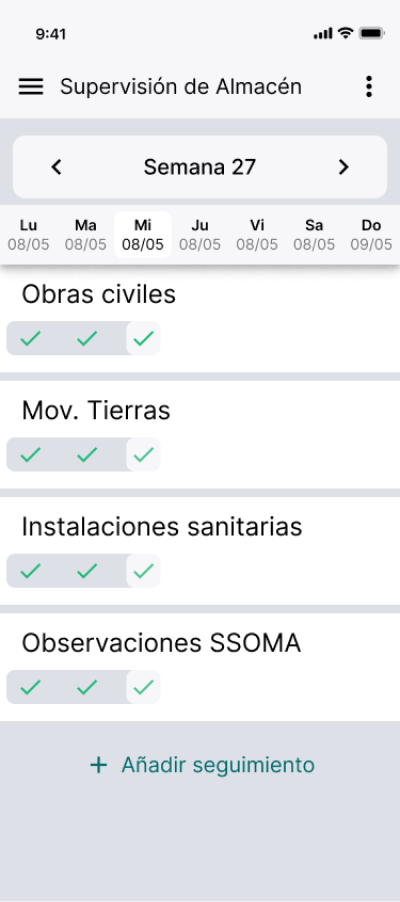 9:41
Supervisión de Almacén
Semana 27
Lu Ma Mi Ju Vi Sa Do
08/05 08/05 08/05 08/05 08/05 08/05 09/05
Obras civiles
Mov. Tierras
Instalaciones sanitarias
Observaciones SSOMA
+ Añadir seguimiento